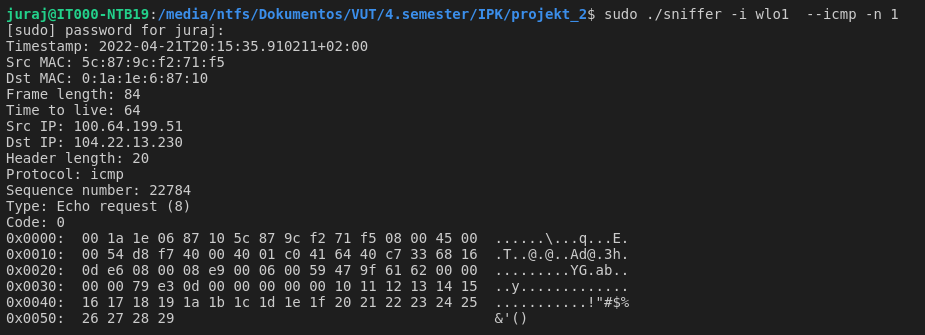 juraj@IT000-NTB19:/media/ntfs/Dokumentos/VUT/4.semester/IPK/projekt_2$ sudo ./sniffer -i wlo1  --icmp -n 1
[sudo] password for juraj:
Timestamp: 2022-04-21T20:15:35.910211+02:00
Src MAC: 5c:87:9c:f2:71:f5
Dst MAC: 0:1a:1e:6:87:10
Frame length: 84
Time to live: 64
Src IP: 100.64.199.51
Dst IP: 104.22.13.230
Header length: 20
Protocol: icmp
Sequence number: 22784
Type: Echo request (8)
Code: 0
0x0000:  00 1a 1e 06 87 10 5c 87 9c f2 71 f5 08 00 45 00  ......\...q...E.
0x0010:  00 54 d8 f7 40 00 40 01 c0 41 64 40 c7 33 68 16  .T..@.@..Ad@.3h.
0x0020:  0d e6 08 00 08 e9 00 06 00 59 47 9f 61 62 00 00  .........YG.ab..
0x0030:  00 00 79 e3 0d 00 00 00 00 00 10 11 12 13 14 15  ..y.............
0x0040:  16 17 18 19 1a 1b 1c 1d 1e 1f 20 21 22 23 24 25  ...........!"#$%
0x0050:  26 27 28 29                                      &'()